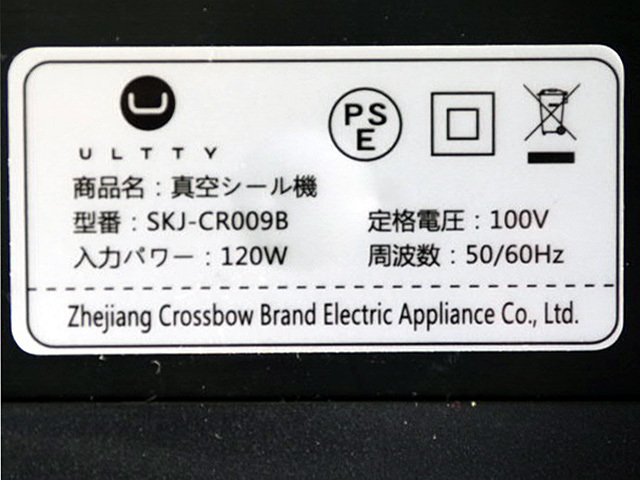 ULTTY
PS
E
商品名：真空シール機
型番：SKJ-CR009B 定格電圧：100V
入力パワー：120W 周波数：50/60Hz
Zhejiang Crossbow Brand Electric Appliance Co., Ltd.